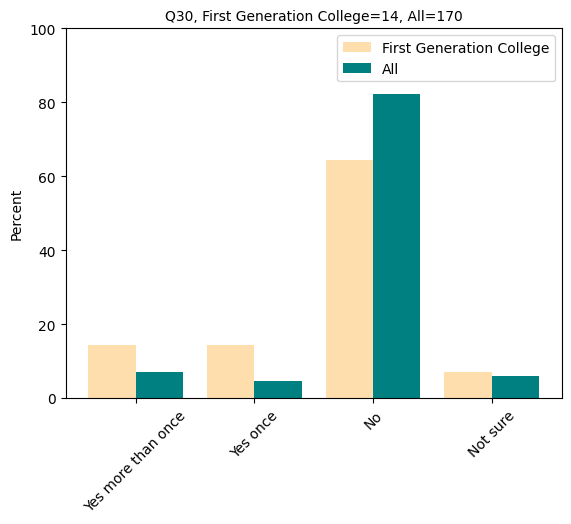 Q30, First Generation College=14, All=170
First Generation College
All
Percent
100
80
60
40
20
0
Yes more than once
Yes once
No
Not sure